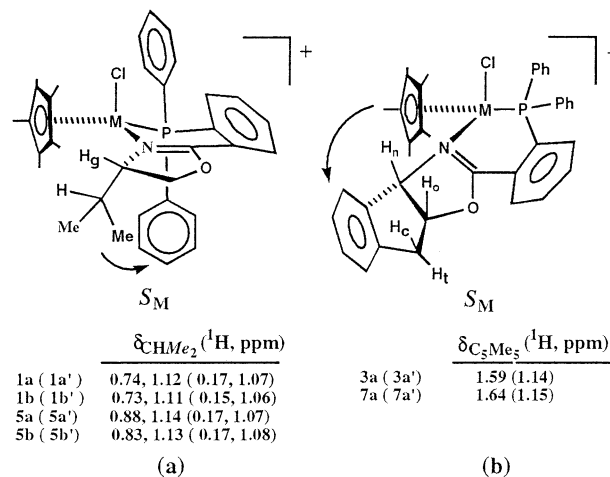 Cl
M
P
N
O
Hg
H
Me
Me
+
S M
Cl
Ph
Ph
M
P
N
O
Hn
Ho
Hc
Ht
+
S M
δCHMe2 (1H, ppm)
1a ( 1a') 0.74, 1.12 ( 0.17, 1.07)
1b ( 1b') 0.73, 1.11 ( 0.15, 1.06)
5a ( 5a') 0.88, 1.14 (0.17, 1.07)
5b ( 5b') 0.83, 1.13 ( 0.17, 1.08)
(a)
δC5Me5 (1H, ppm)
3a ( 3a') 1.59 (1.14)
7a ( 7a') 1.64 (1.15)
(b)